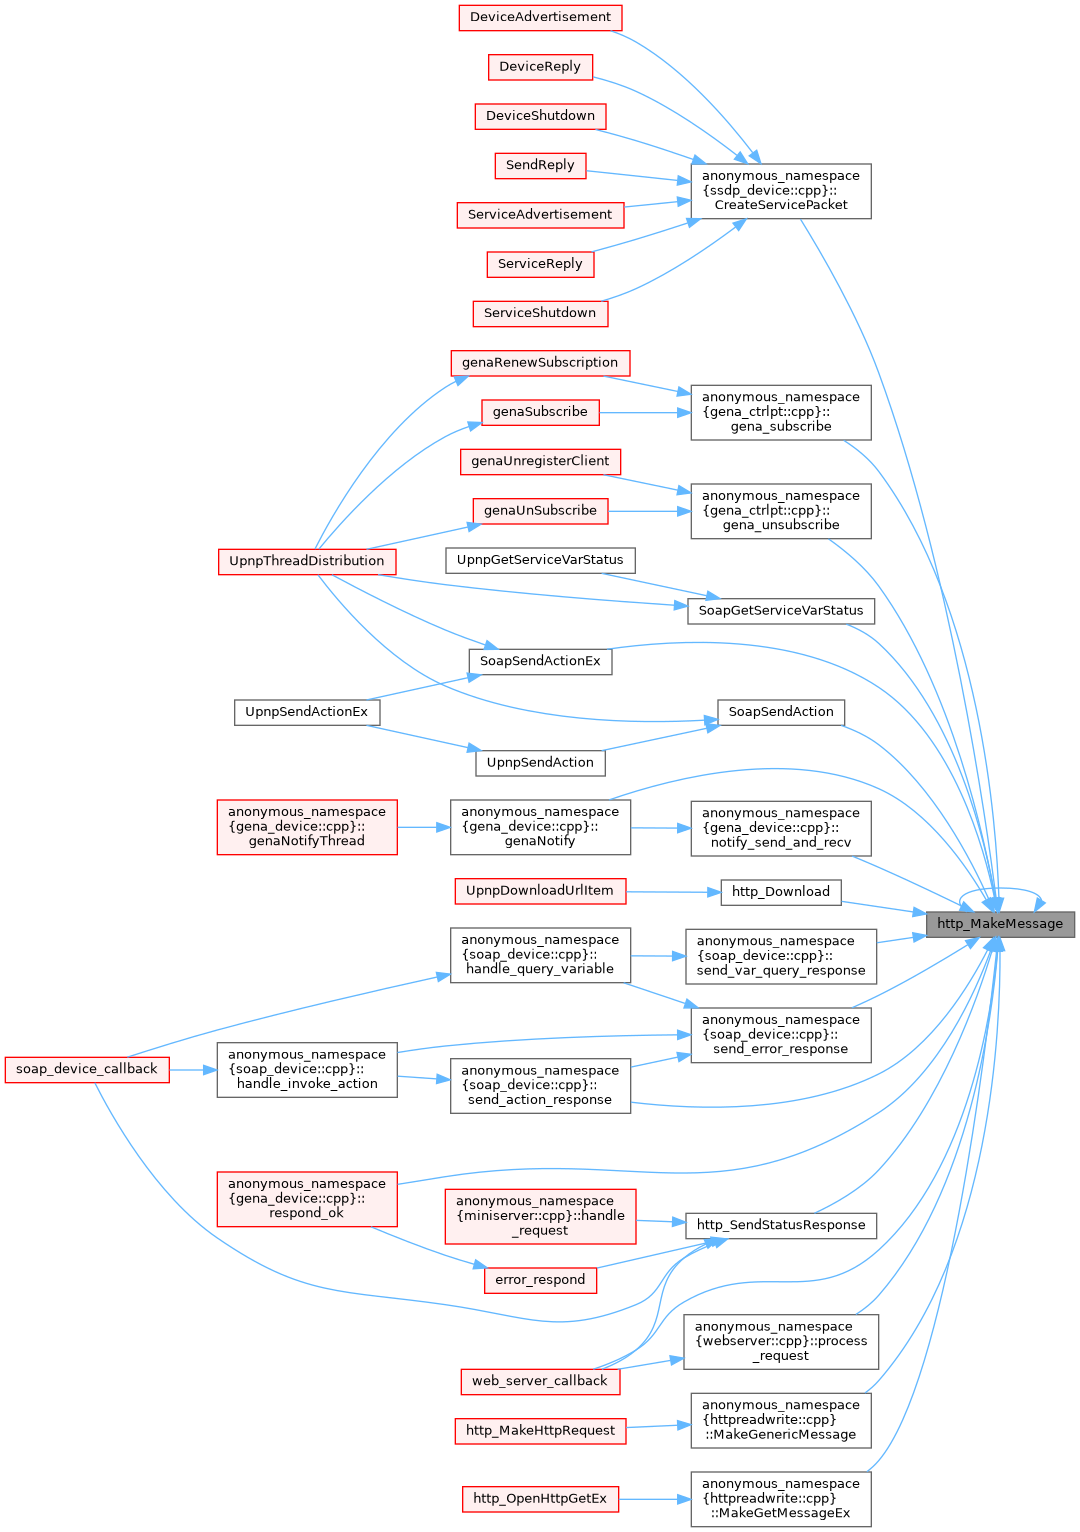 DeviceAdvertisement
DeviceReply
DeviceShutdown
SendReply
anonymous_namespace
{ssdp_device::cpp}::
CreateServicePacket
ServiceAdvertisement
ServiceReply
ServiceShutdown
genaRenewSubscription
anonymous_namespace
{gena_ctrlpt::cpp}::
gena_subscribe
genaSubscribe
genaUnregisterClient
anonymous_namespace
{gena_ctrlpt::cpp}::
gena_unsubscribe
genaUnSubscribe
UpnpThreadDistribution
UpnpGetServiceVarStatus
SoapGetServiceVarStatus
SoapSendActionEx
UpnpSendActionEx
SoapSendAction
UpnpSendAction
anonymous_namespace
{gena_device::cpp}::
genaNotifyThread
anonymous_namespace
{gena_device::cpp}::
genaNotify
anonymous_namespace
{gena_device::cpp}::
notify_send_and_recv
UpnpDownloadUrlItem
http_Download
http_MakeMessage
anonymous_namespace
{soap_device::cpp}::
handle_query_variable
anonymous_namespace
{soap_device::cpp}::
send_var_query_response
anonymous_namespace
{soap_device::cpp}::
send_error_response
soap_device_callback
anonymous_namespace
{soap_device::cpp}::
handle_invoke_action
anonymous_namespace
{soap_device::cpp}::
send_action_response
anonymous_namespace
{gena_device::cpp}::
respond_ok
anonymous_namespace
{miniserver::cpp}::handle
_request
http_SendStatusResponse
error_respond
anonymous_namespace
{webserver::cpp}::process
_request
web_server_callback
http_MakeHttpRequest
anonymous_namespace
{httpreadwrite::cpp}
::MakeGenericMessage
http_OpenHttpGetEx
anonymous_namespace
{httpreadwrite::cpp}
::MakeGetMessageEx